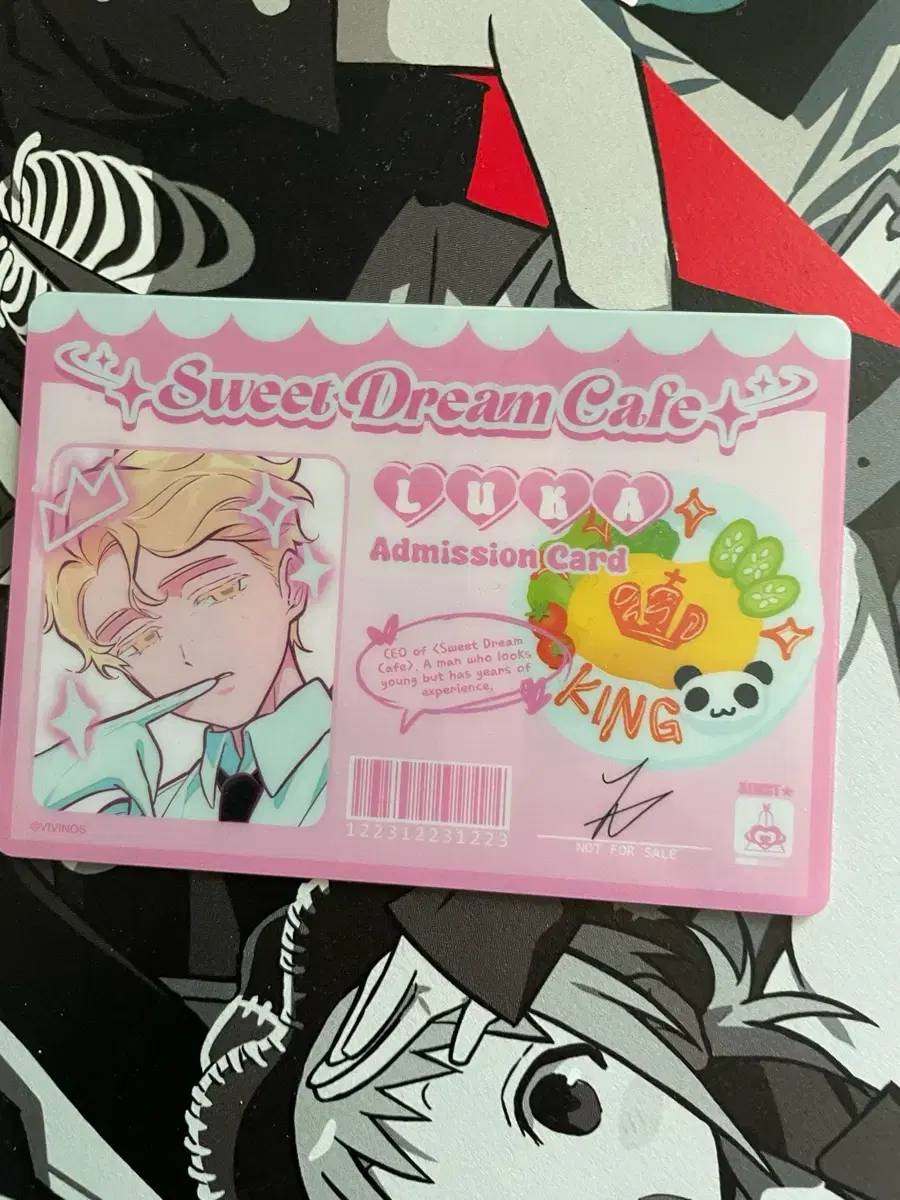 Sweet Dream Cafe
LUKA
Admission Card
CEO of <Sweet Dream
Cafe>. A man who looks
young but has years of
experience.
KING
122312231223
©VIVINOS
NOT FOR SALE